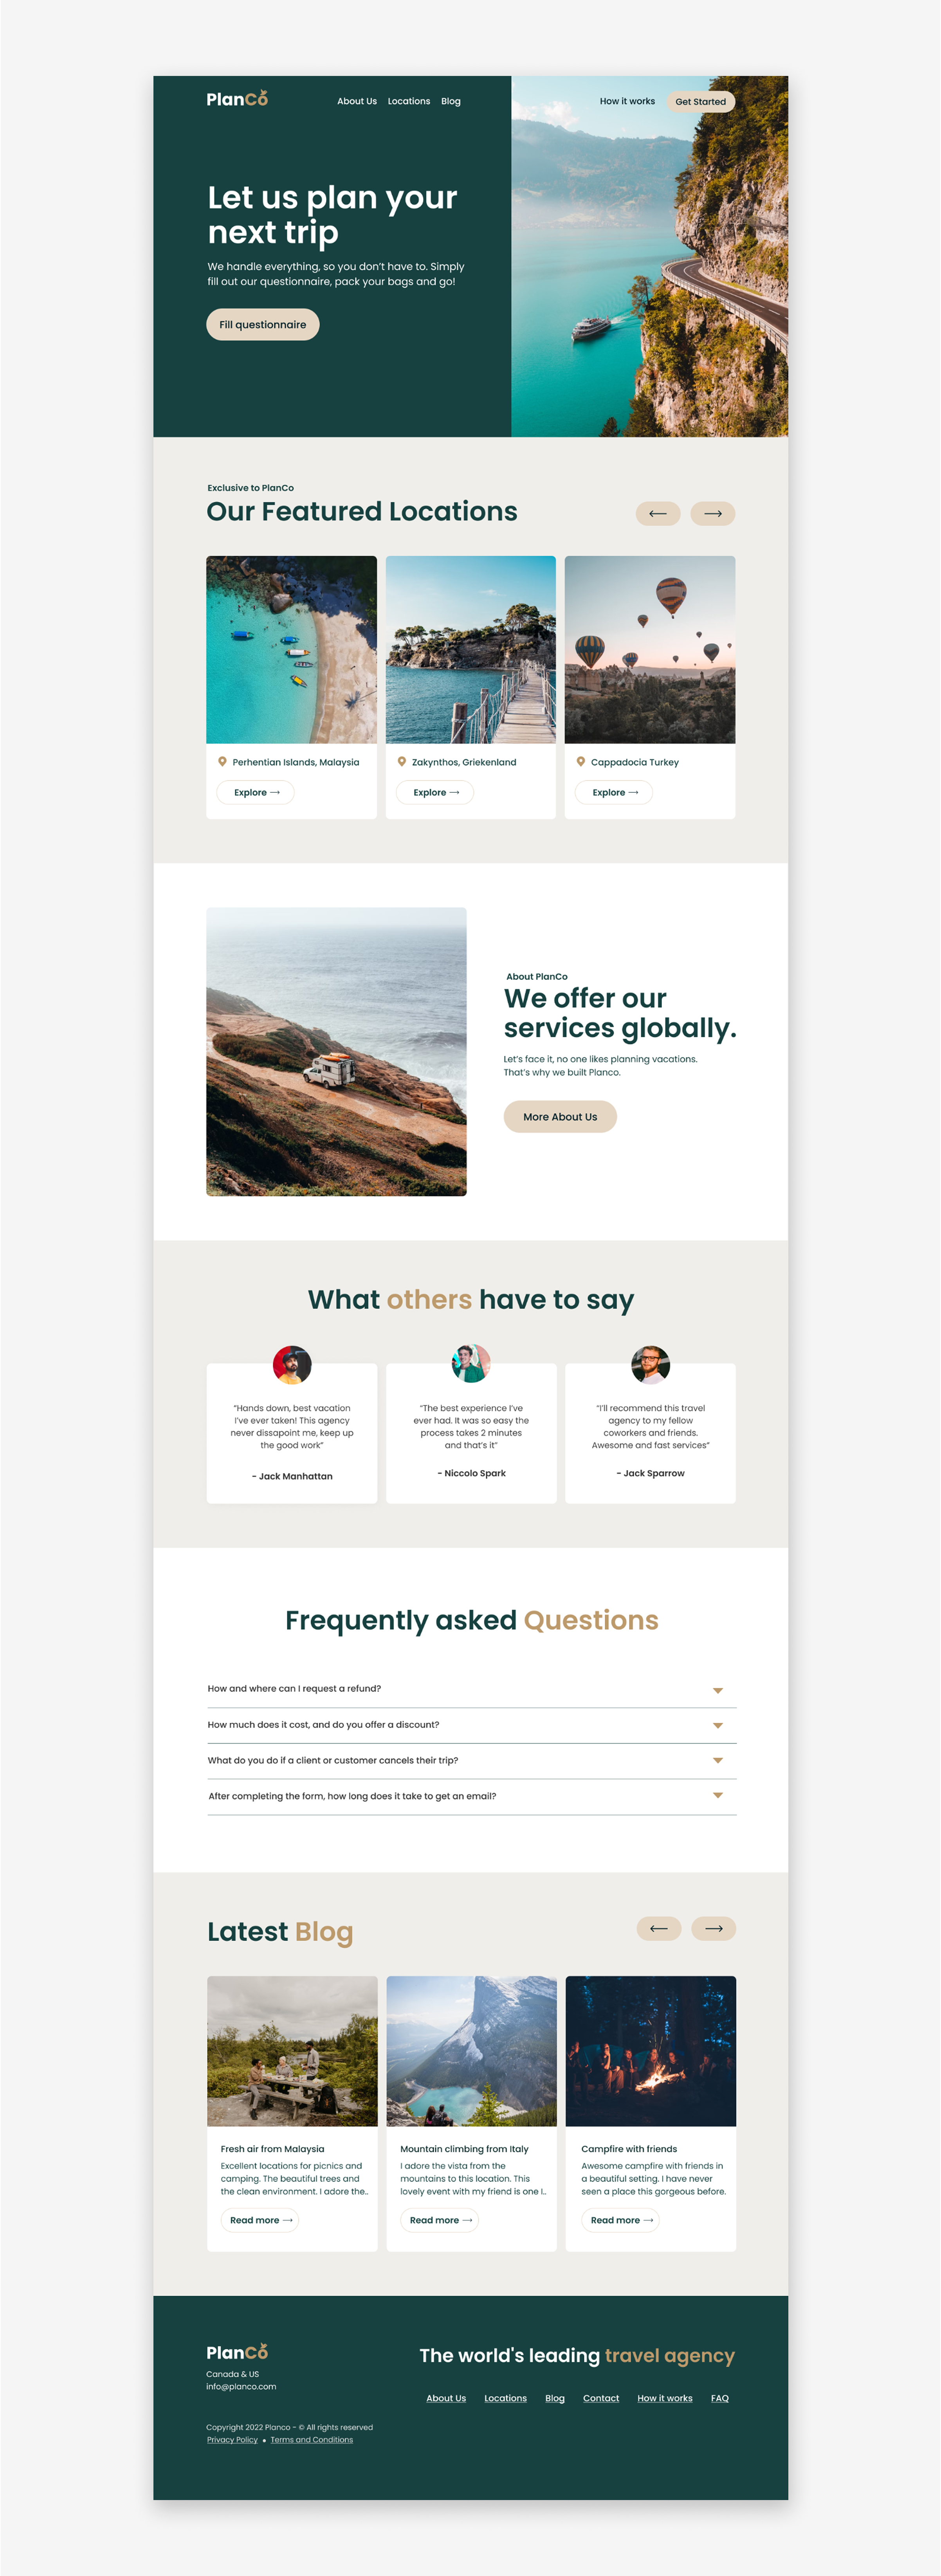 PlanCo
About Us Locations Blog
How it works Get Started
Let us plan your
next trip
We handle everything, so you don't have to. Simply
fill out our questionnaire, pack your bags and go!
Fill questionnaire
Exclusive to PlanCo
Our Featured Locations
Perhentian Islands, Malaysia
Explore
Zakynthos, Griekenland
Explore
Cappadocia Turkey
Explore
About PlanCo
We offer our
services globally.
Let's face it, no one likes planning vacations.
That's why we built Planco.
More About Us
What others have to say
“Hands down, best vacation
I've ever taken! This agency
never dissapoint me, keep up
the good work”
- Jack Manhattan
“The best experience I've
ever had. It was so easy the
process takes 2 minutes
and that's it”
- Niccolo Spark
“I'll recommend this travel
agency to my fellow
coworkers and friends.
Awesome and fast services”
- Jack Sparrow
Frequently asked Questions
How and where can I request a refund?
How much does it cost, and do you offer a discount?
What do you do if a client or customer cancels their trip?
After completing the form, how long does it take to get an email?
Latest Blog
Fresh air from Malaysia
Excellent locations for picnics and
camping. The beautiful trees and
the clean environment. I adore the..
Read more
Mountain climbing from Italy
I adore the vista from the
mountains to this location. This
lovely event with my friend is one I..
Read more
Campfire with friends
Awesome campfire with friends in
a beautiful setting. I have never
seen a place this gorgeous before.
Read more
PlanCo
Canada & US
info@planco.com
Copyright 2022 Planco - © All rights reserved
Privacy Policy • Terms and Conditions
The world's leading travel agency
About Us Locations Blog Contact How it works FAQ